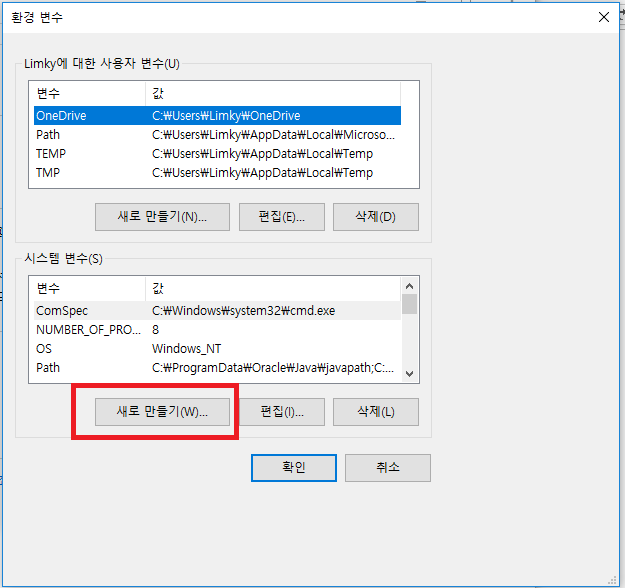 환경 변수
Limky에 대한 사용자 변수(U)
변수 값
OneDrive C:₩Users₩Limky₩OneDrive
Path C:₩Users₩Limky₩AppData₩Local₩Microso...
TEMP C:₩Users₩Limky₩AppData₩Local₩Temp
TMP C:₩Users₩Limky₩AppData₩Local₩Temp
새로 만들기(N)... 편집(E)... 삭제(D)
시스템 변수(S)
변수 값
ComSpec C:₩Windows₩system32₩cmd.exe
NUMBER_OF_PRO... 8
OS Windows_NT
Path C:₩ProgramData₩Oracle₩Java₩javapath;C:...
새로 만들기(W)... 편집(I)... 삭제(L)
확인 취소